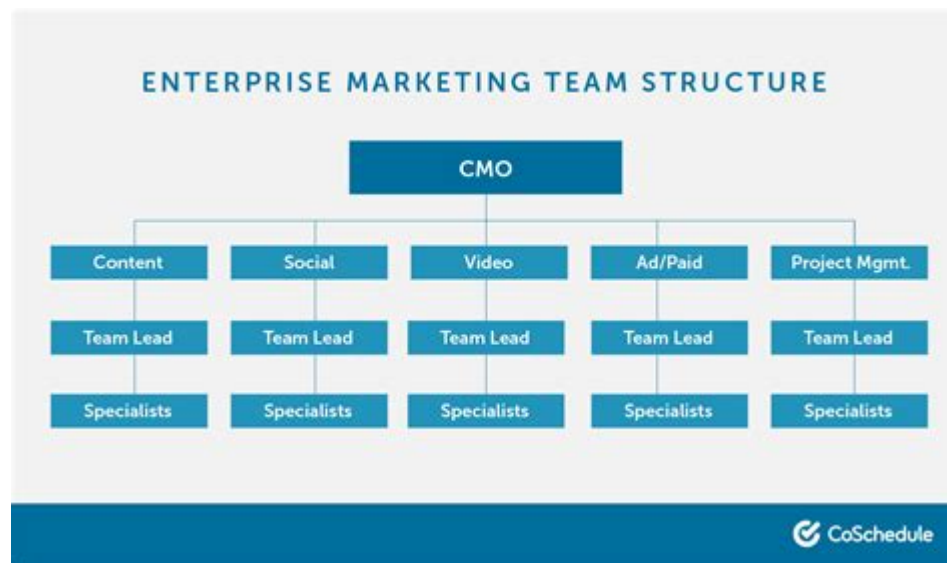 ENTERPRISE MARKETING TEAM STRUCTURE
CMO
Content Social Video Ad/Paid Project Mgmt.
Team Lead Team Lead Team Lead Team Lead Team Lead
Specialists Specialists Specialists Specialists Specialists
CoSchedule